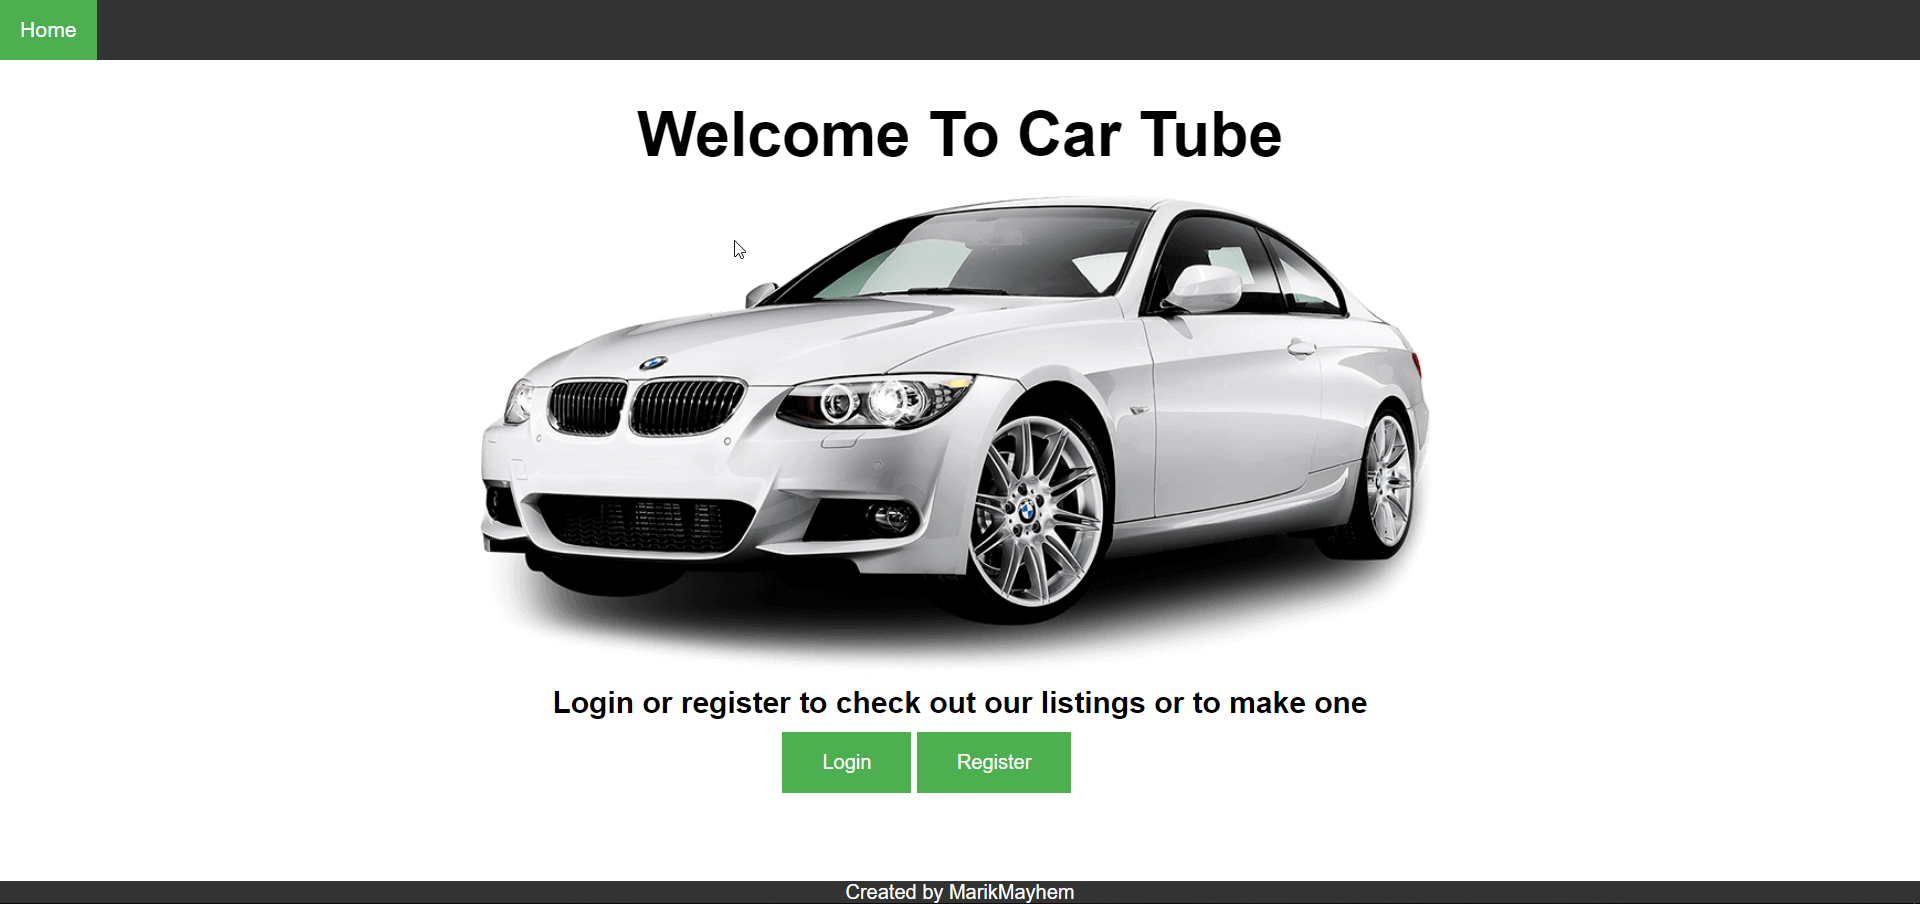 Home
Welcome To Car Tube
Login or register to check out our listings or to make one
Login Register
Created by MarikMayhem